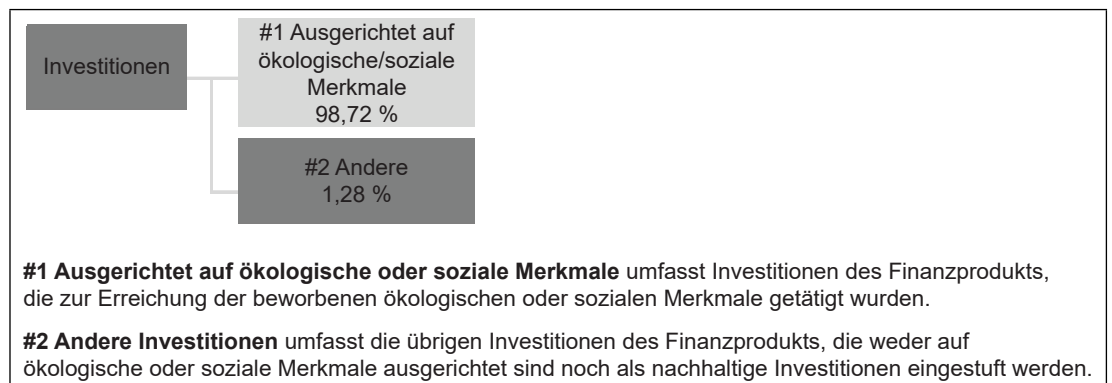 Investitionen
#1 Ausgerichtet auf
ökologische/soziale
Merkmale
98,72 %
#2 Andere
1,28 %
#1 Ausgerichtet auf ökologische oder soziale Merkmale umfasst Investitionen des Finanzprodukts,
die zur Erreichung der beworbenen ökologischen oder sozialen Merkmale getätigt wurden.
#2 Andere Investitionen umfasst die übrigen Investitionen des Finanzprodukts, die weder auf
ökologische oder soziale Merkmale ausgerichtet sind noch als nachhaltige Investitionen eingestuft werden.